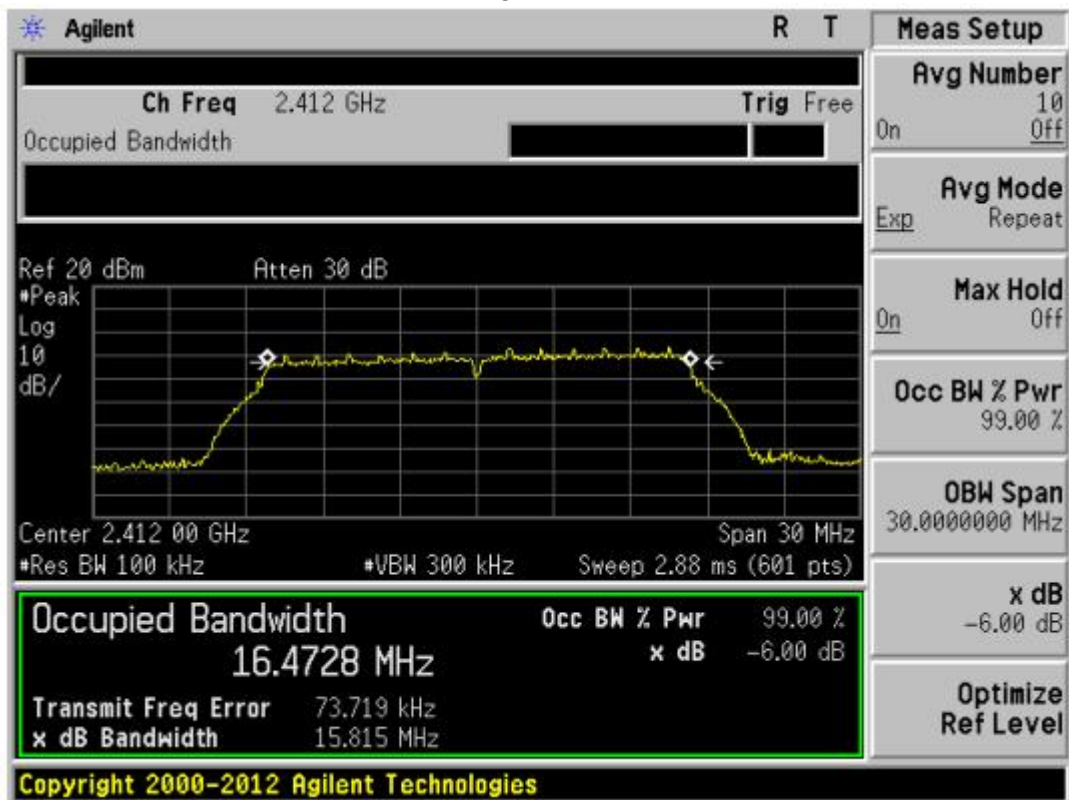 Agilent R T
Ch Freq 2.412 GHz Trig Free
Occupied Bandwidth
Ref 20 dBm Atten 30 dB
#Peak
Log
10
dB/
Center 2.412 00 GHz Span 30 MHz
#Res BW 100 kHz #VBW 300 kHz Sweep 2.88 ms (601 pts)
Occupied Bandwidth
16.4728 MHz
Occ BW % Pwr 99.00 %
x dB -6.00 dB
Transmit Freq Error 73.719 kHz
x dB Bandwidth 15.815 MHz
Copyright 2000-2012 Agilent Technologies
Meas Setup
Avg Number
10
On Off
Avg Mode
Exp Repeat
Max Hold
On Off
Occ BW % Pwr
99.00 %
OBW Span
30.0000000 MHz
x dB
-6.00 dB
Optimize
Ref Level